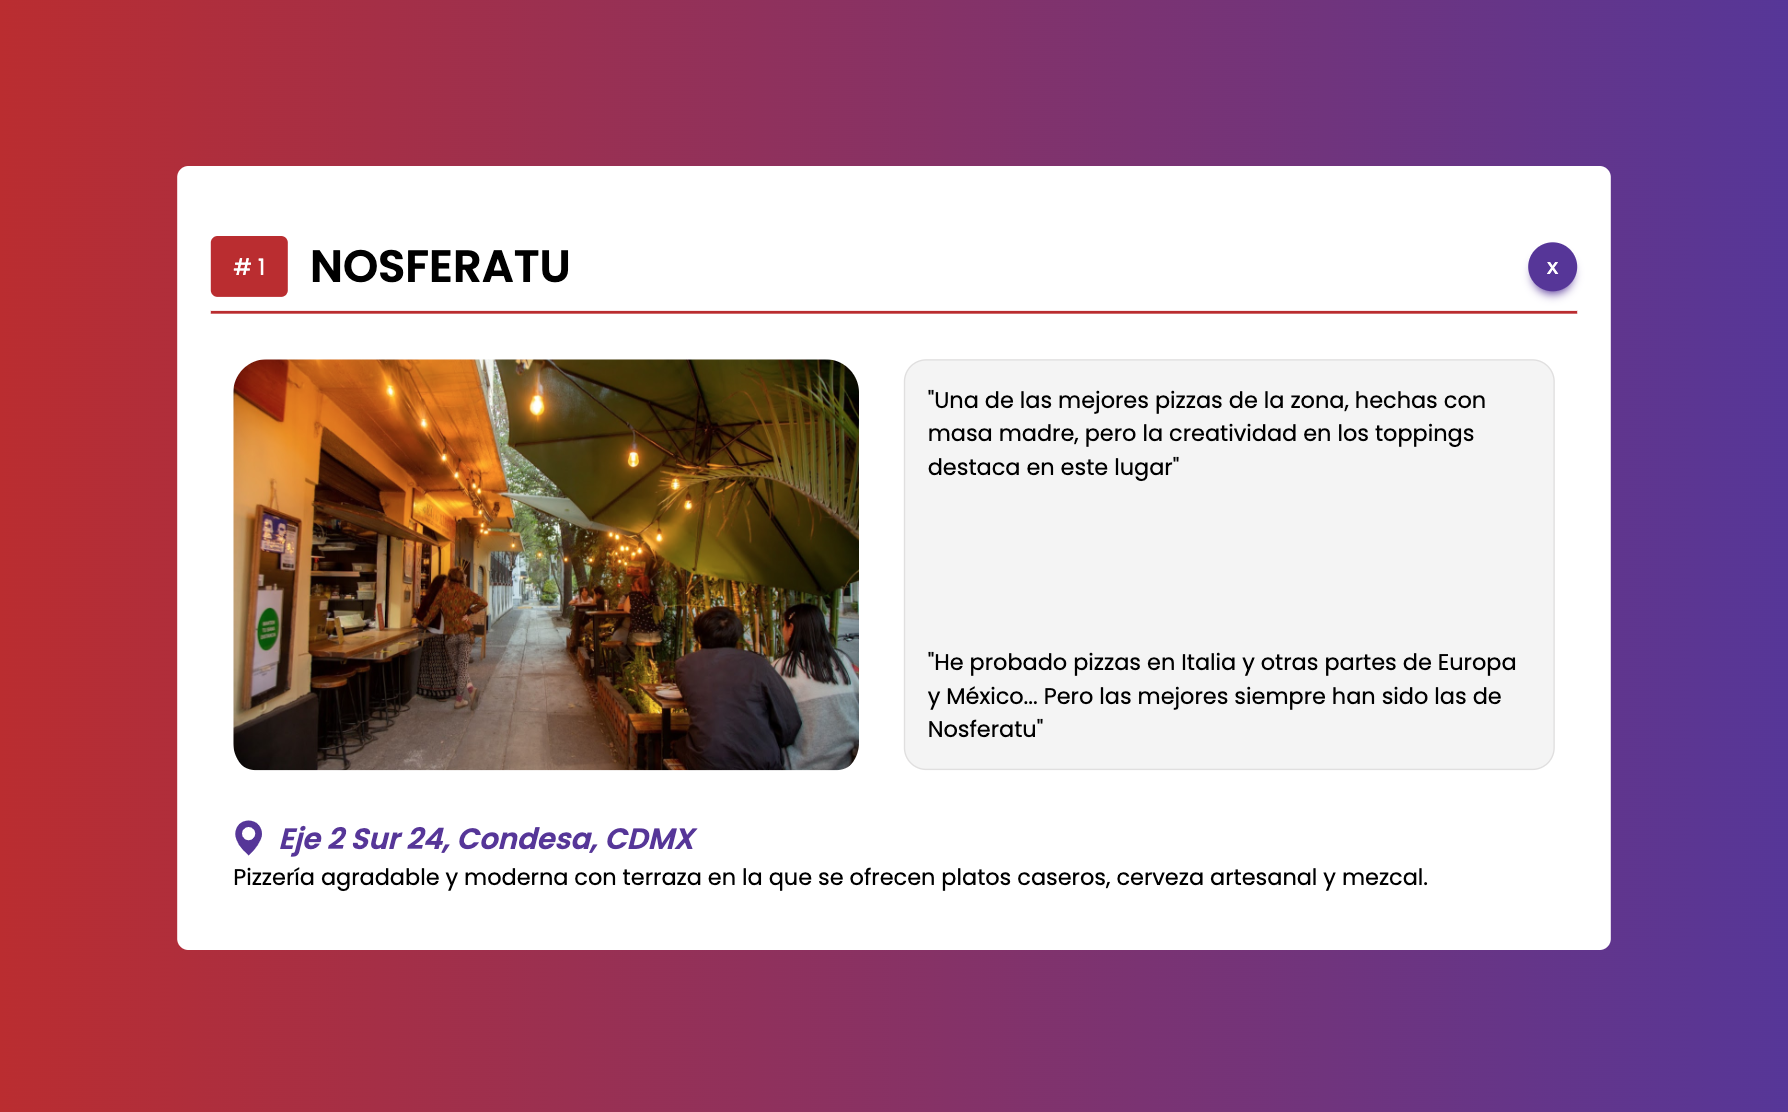 # 1
NOSFERATU
x
"Una de las mejores pizzas de la zona, hechas con
masa madre, pero la creatividad en los toppings
destaca en este lugar"
"He probado pizzas en Italia y otras partes de Europa
y México... Pero las mejores siempre han sido las de
Nosferatu"
Eje 2 Sur 24, Condesa, CDMX
Pizzería agradable y moderna con terraza en la que se ofrecen platos caseros, cerveza artesanal y mezcal.